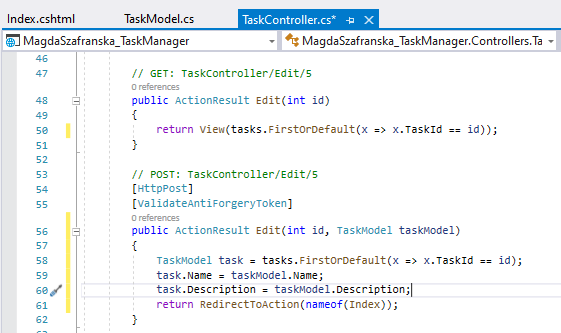 Index.cshtml TaskModel.cs TaskController.cs*
MagdaSzafranska_TaskManager MagdaSzafranska_TaskManager.Controllers.Ta
46
47 // GET: TaskController/Edit/5
0 references
48 public ActionResult Edit(int id)
49 {
50 return View(tasks.FirstOrDefault(x => x.TaskId == id));
51 }
52
53 // POST: TaskController/Edit/5
54 [HttpPost]
55 [ValidateAntiForgeryToken]
0 references
56 public ActionResult Edit(int id, TaskModel taskModel)
57 {
58 TaskModel task = tasks.FirstOrDefault(x => x.TaskId == id);
59 task.Name = taskModel.Name;
60 task.Description = taskModel.Description;
61 return RedirectToAction(nameof(Index));
62 }